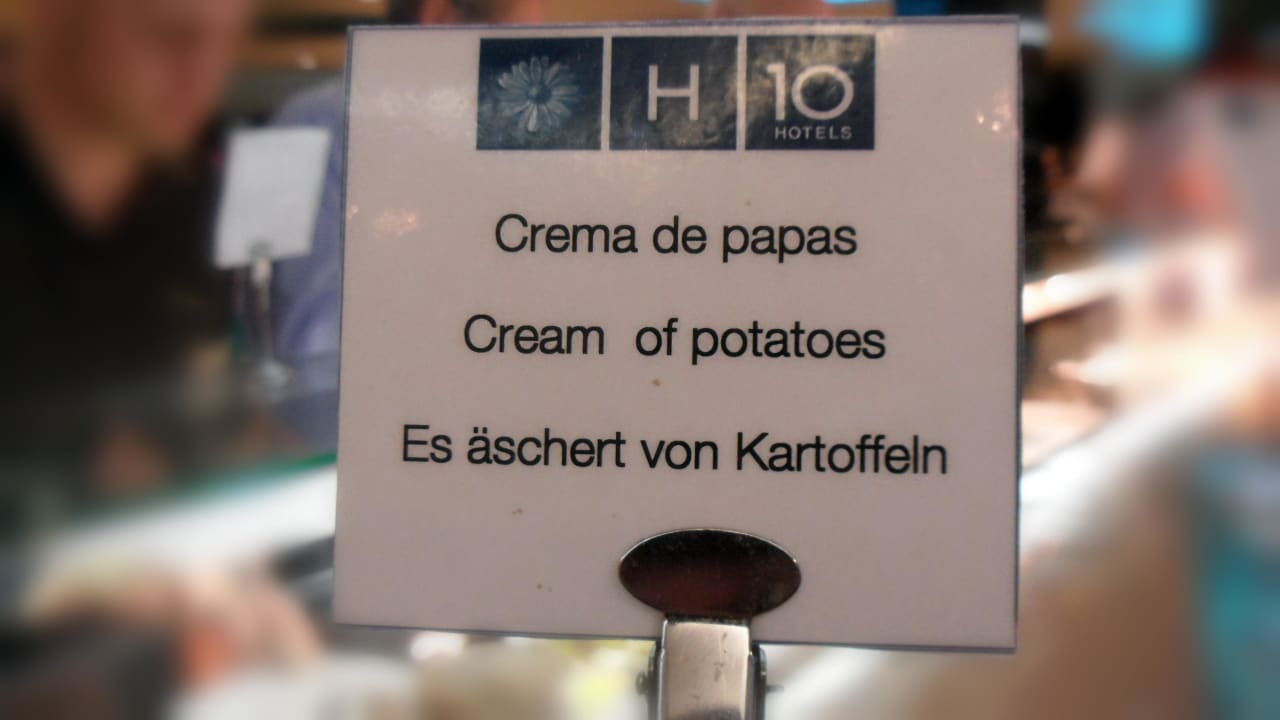 H 10
HOTELS
Crema de papas
Cream of potatoes
Es äschert von Kartoffeln